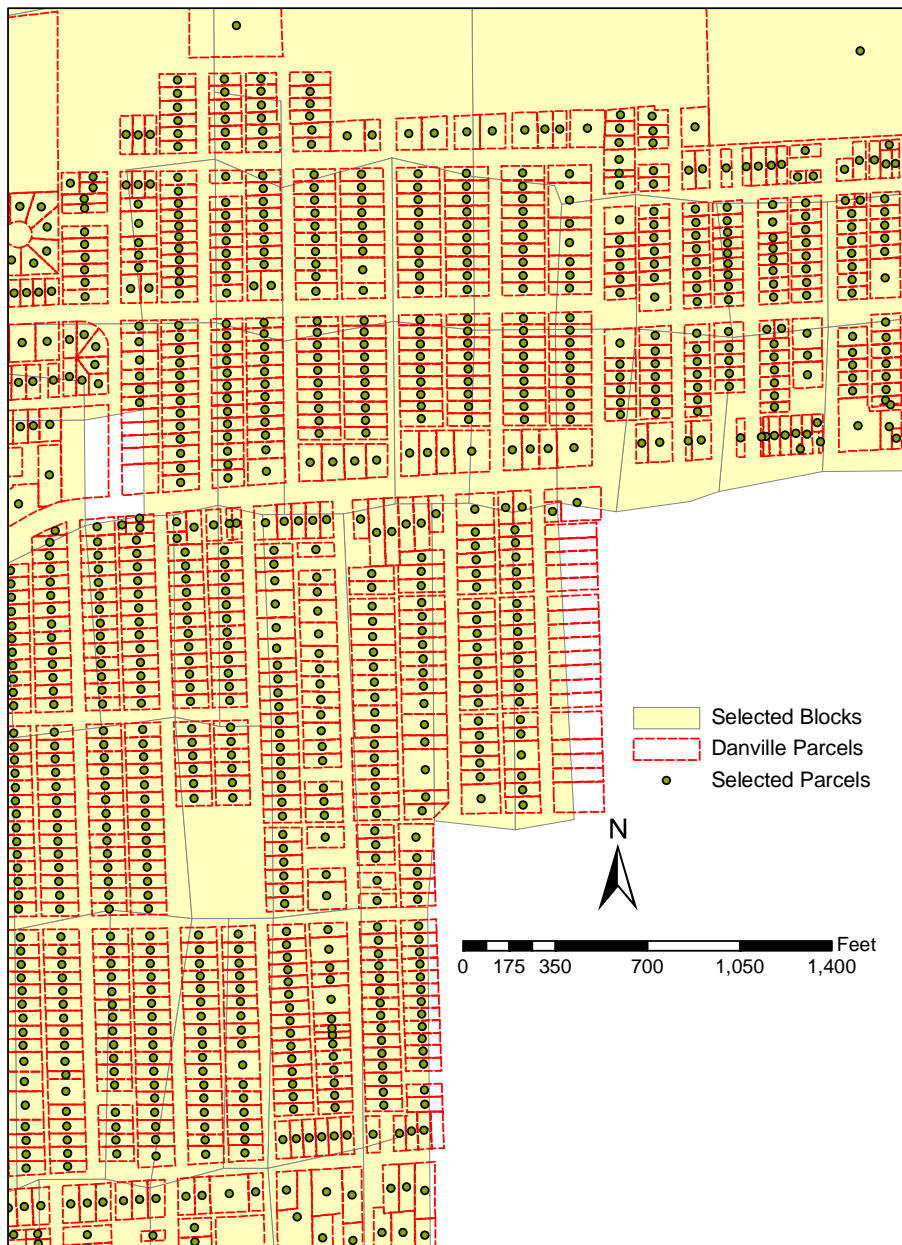 Selected Blocks
Danville Parcels
Selected Parcels
N
Feet
0 175 350 700 1,050 1,400